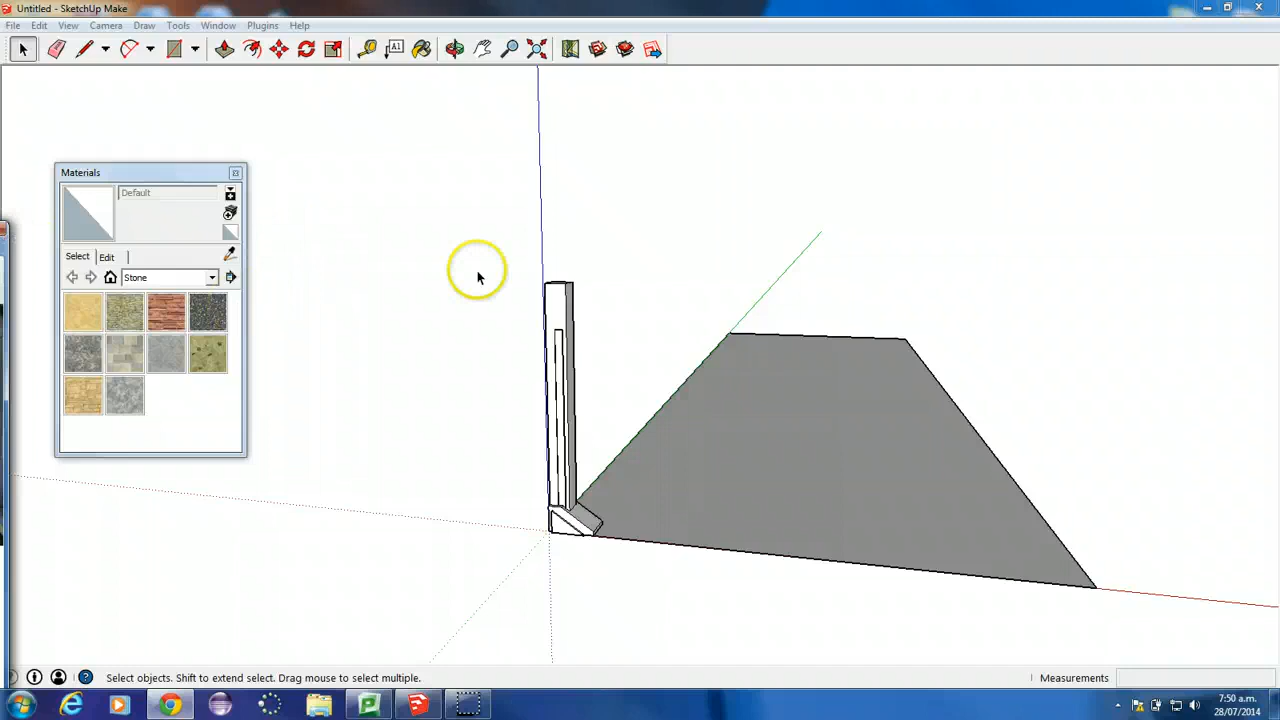 Untitled - SketchUp Make
File Edit View Camera Draw Tools Window Plugins Help
A1
Materials
Default
Select Edit
Stone
Select objects. Shift to extend select. Drag mouse to select multiple.
Measurements
7:50 a.m.
28/07/2014